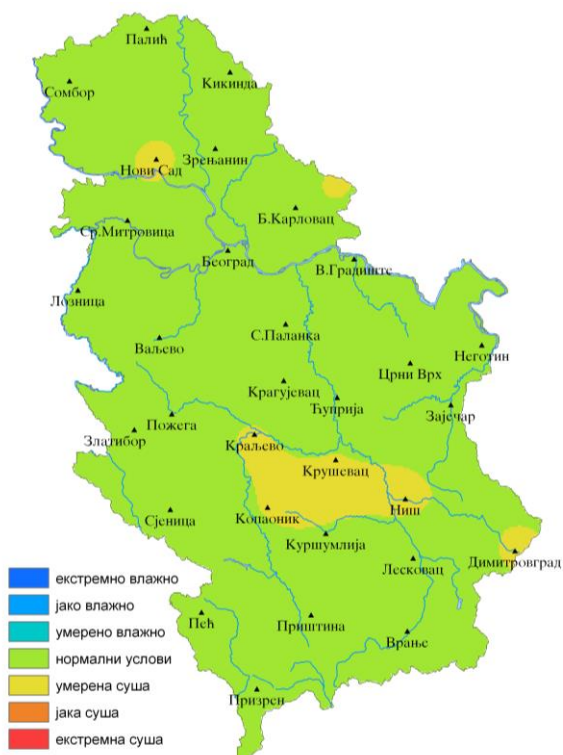 Палић
Кикинда
Сомбор
Зрењанин
Нови Сад
Б.Карловац
Ср.Митровица
Београд
В.Градиште
Лозница
С.Паланка
Ваљево
Неготин
Црни Врх
Крагујевац
Ћуприја
Зајечар
Пожега
Златибор
Краљево
Крушевац
Ниш
Копаоник
Сјеница
Куршумлија
Димитровград
Лесковац
Пећ
Приштина
Врање
Призрен
екстремно влажно
јако влажно
умерено влажно
нормални услови
умерена суша
јака суша
екстремна суша